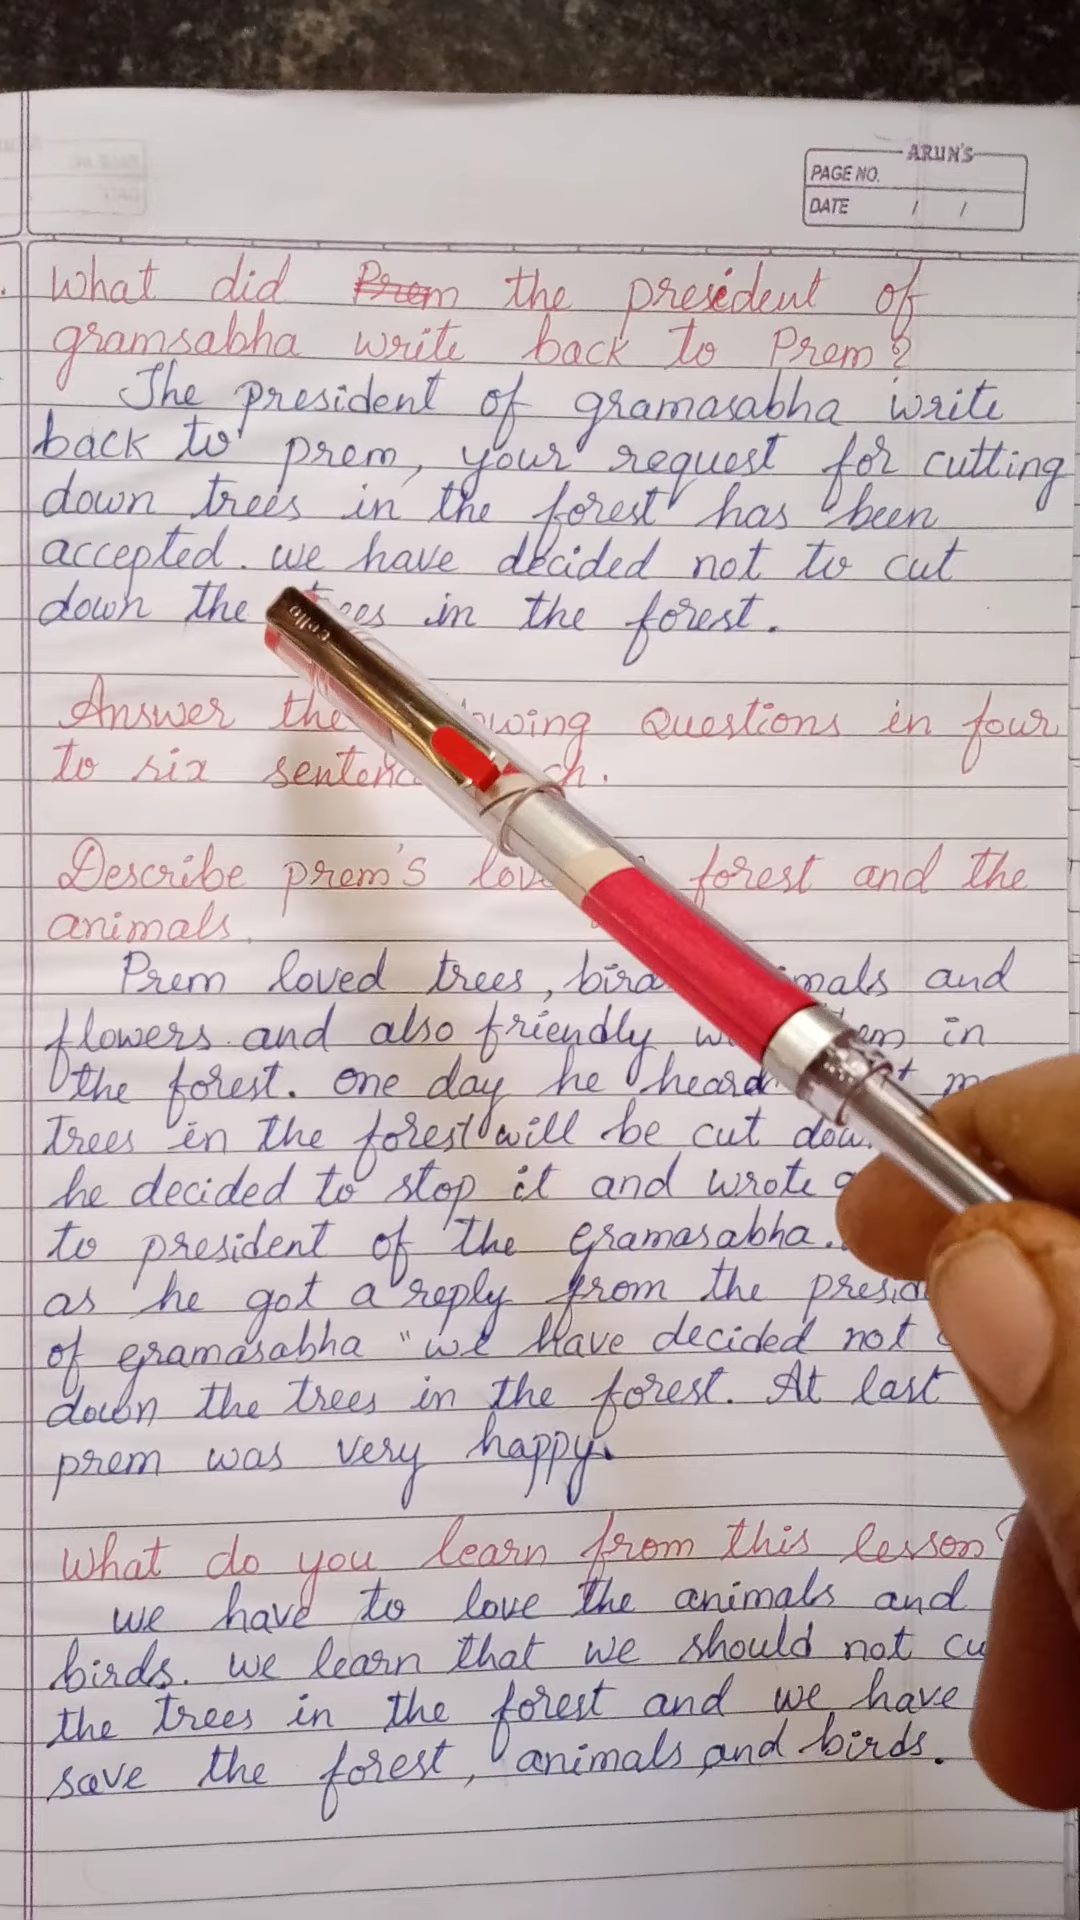 ARUN'S
PAGE NO.
DATE / /
What did Prem the president of
gramsabha write back to Prem?
The president of gramasabha write
back to prem, your request for cutting
down trees in the forest has been
accepted. we have decided not to cut
down the trees in the forest.
cello
Answer the in four
to six
Questions
Describe prem's forest and the
animals.
Prem loved trees, and
flowers and also friendly in
the forest. One day he heard
trees in the forest will be cut
he decided to stop it and wrote
to president of the gramasabha.
as he got a reply from the
of gramasabha "we have decided not
down the trees in the forest. At last
prem was very happy.
What do you learn from this lesson?
we have to love the animals and
birds. we learn that we should not
the trees in the forest and we have
save the forest, animals, and birds.